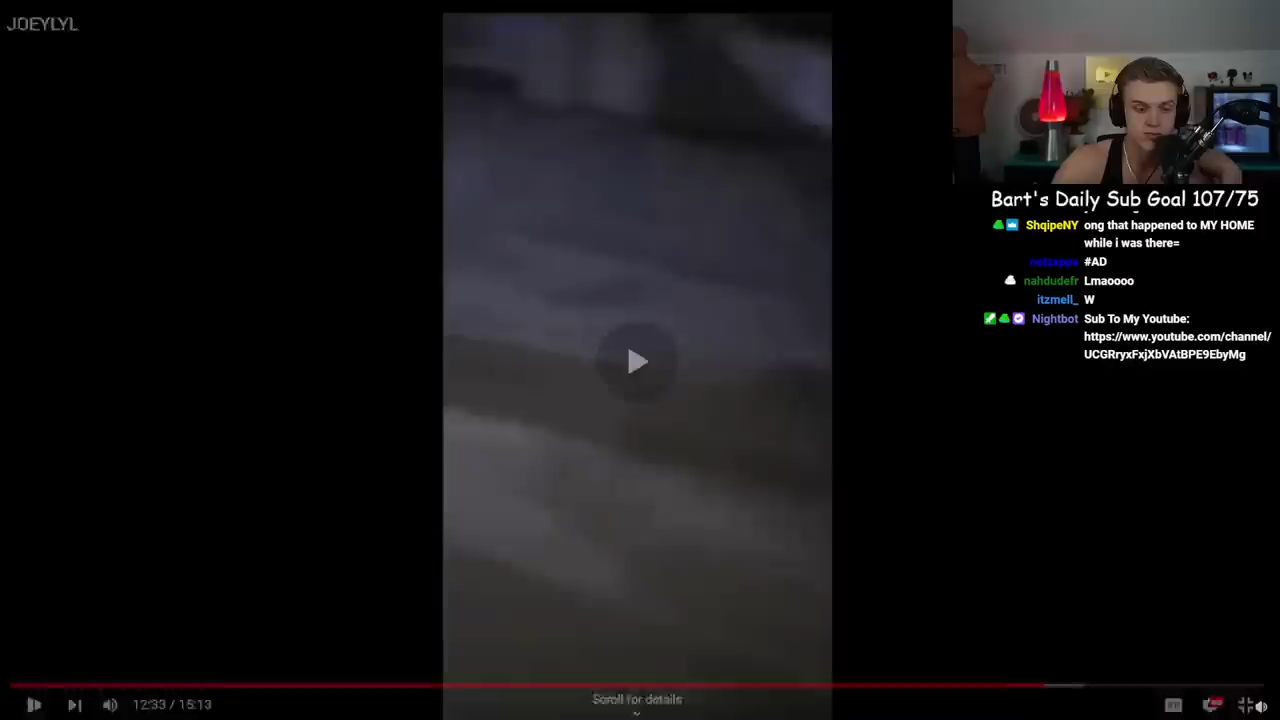 JOEYLYL
Bart's Daily Sub Goal 107/75
ShqipeNY ong that happened to MY HOME
while i was there=
notzappx #AD
nahdudefr Lmaoooo
itzmell_ W
Nightbot Sub To My Youtube:
https://www.youtube.com/channel/
UCGRryxFxjXbVAtBPE9EbyMg
Scroll for details
12:33 / 15:13